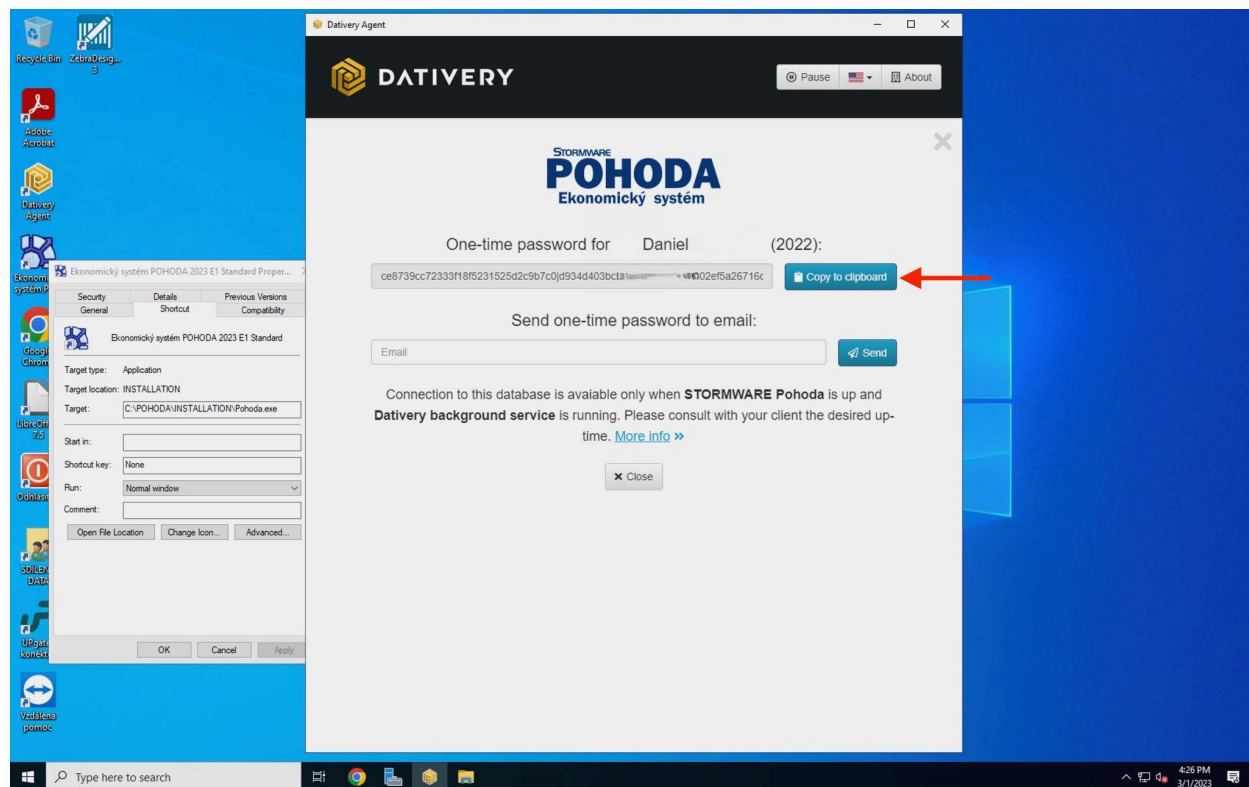 Recycle Bin
ZebraDesig...
3
Adobe
Acrobat
Dativery
Agent
Ekonomi
systém P
Googl
Chrom
LibreOff
7.5
Odhlásit
SDILEN
DATA
UPgate
konekt
Vzdálená
pomoc
Dativery Agent
DATIVERY
Pause
About
STORMWARE
POHODA
Ekonomický systém
One-time password for Daniel (2022):
Copy to clipboard
Send one-time password to email:
Email
Send
Connection to this database is avaiable only when STORMWARE Pohoda is up and
Dativery background service is running. Please consult with your client the desired up-
time. More info »
Close
Ekonomický systém POHODA 2023 E1 Standard Proper...
Security Details Previous Versions
General Shortcut Compatibility
Ekonomický systém POHODA 2023 E1 Standard
Target type: Application
Target location: INSTALLATION
Target: C:\POHODA\INSTALLATION\Pohoda.exe
Start in:
Shortcut key: None
Run: Normal window
Comment:
Open File Location Change Icon... Advanced...
OK Cancel Apply
Type here to search
4:26 PM
3/1/2023